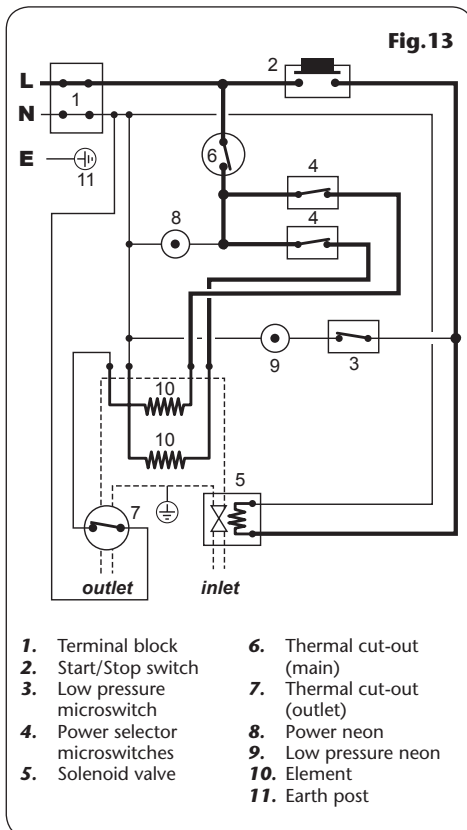 Fig.13
2
L
1
N
6
4
E
11
4
8
9
3
10
10
5
7
outlet
inlet
1. Terminal block
2. Start/Stop switch
3. Low pressure
microswitch
4. Power selector
microswitches
5. Solenoid valve
6. Thermal cut-out
(main)
7. Thermal cut-out
(outlet)
8. Power neon
9. Low pressure neon
10. Element
11. Earth post